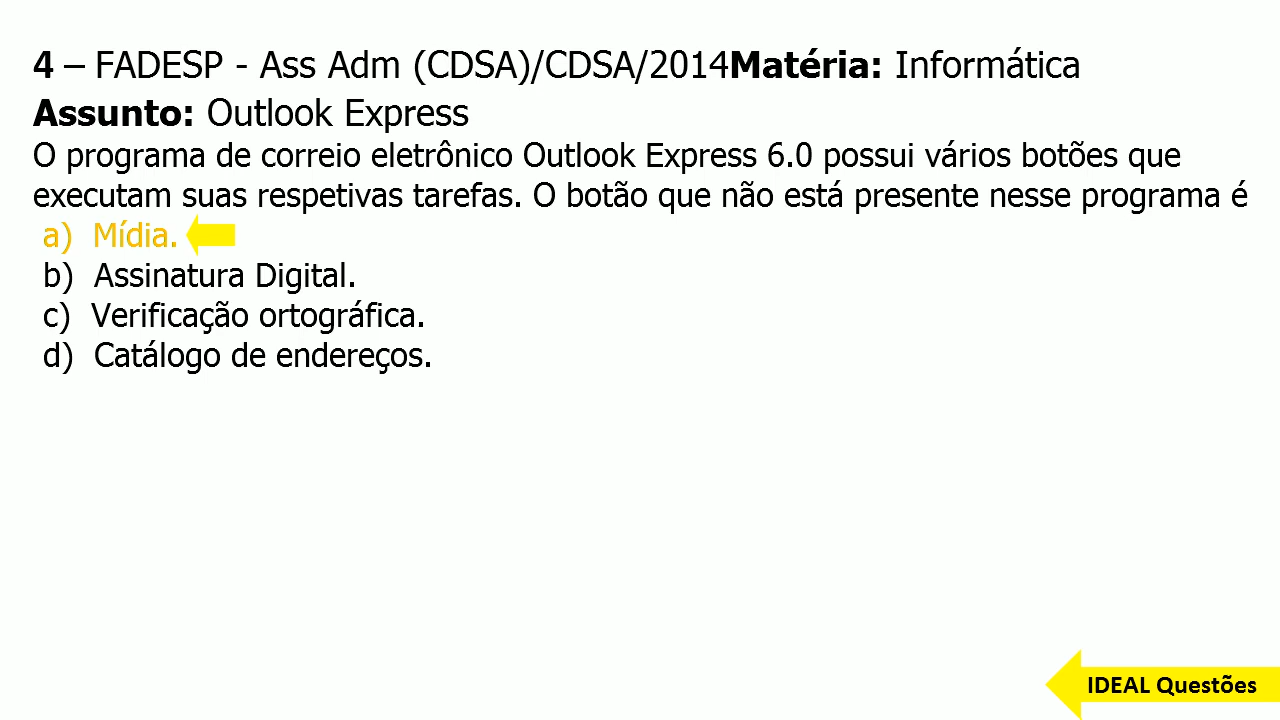 4 – FADESP - Ass Adm (CDSA)/CDSA/2014Matéria: Informática
Assunto: Outlook Express
O programa de correio eletrônico Outlook Express 6.0 possui vários botões que
executam suas respetivas tarefas. O botão que não está presente nesse programa é
a) Mídia.
b) Assinatura Digital.
c) Verificação ortográfica.
d) Catálogo de endereços.
IDEAL Questões